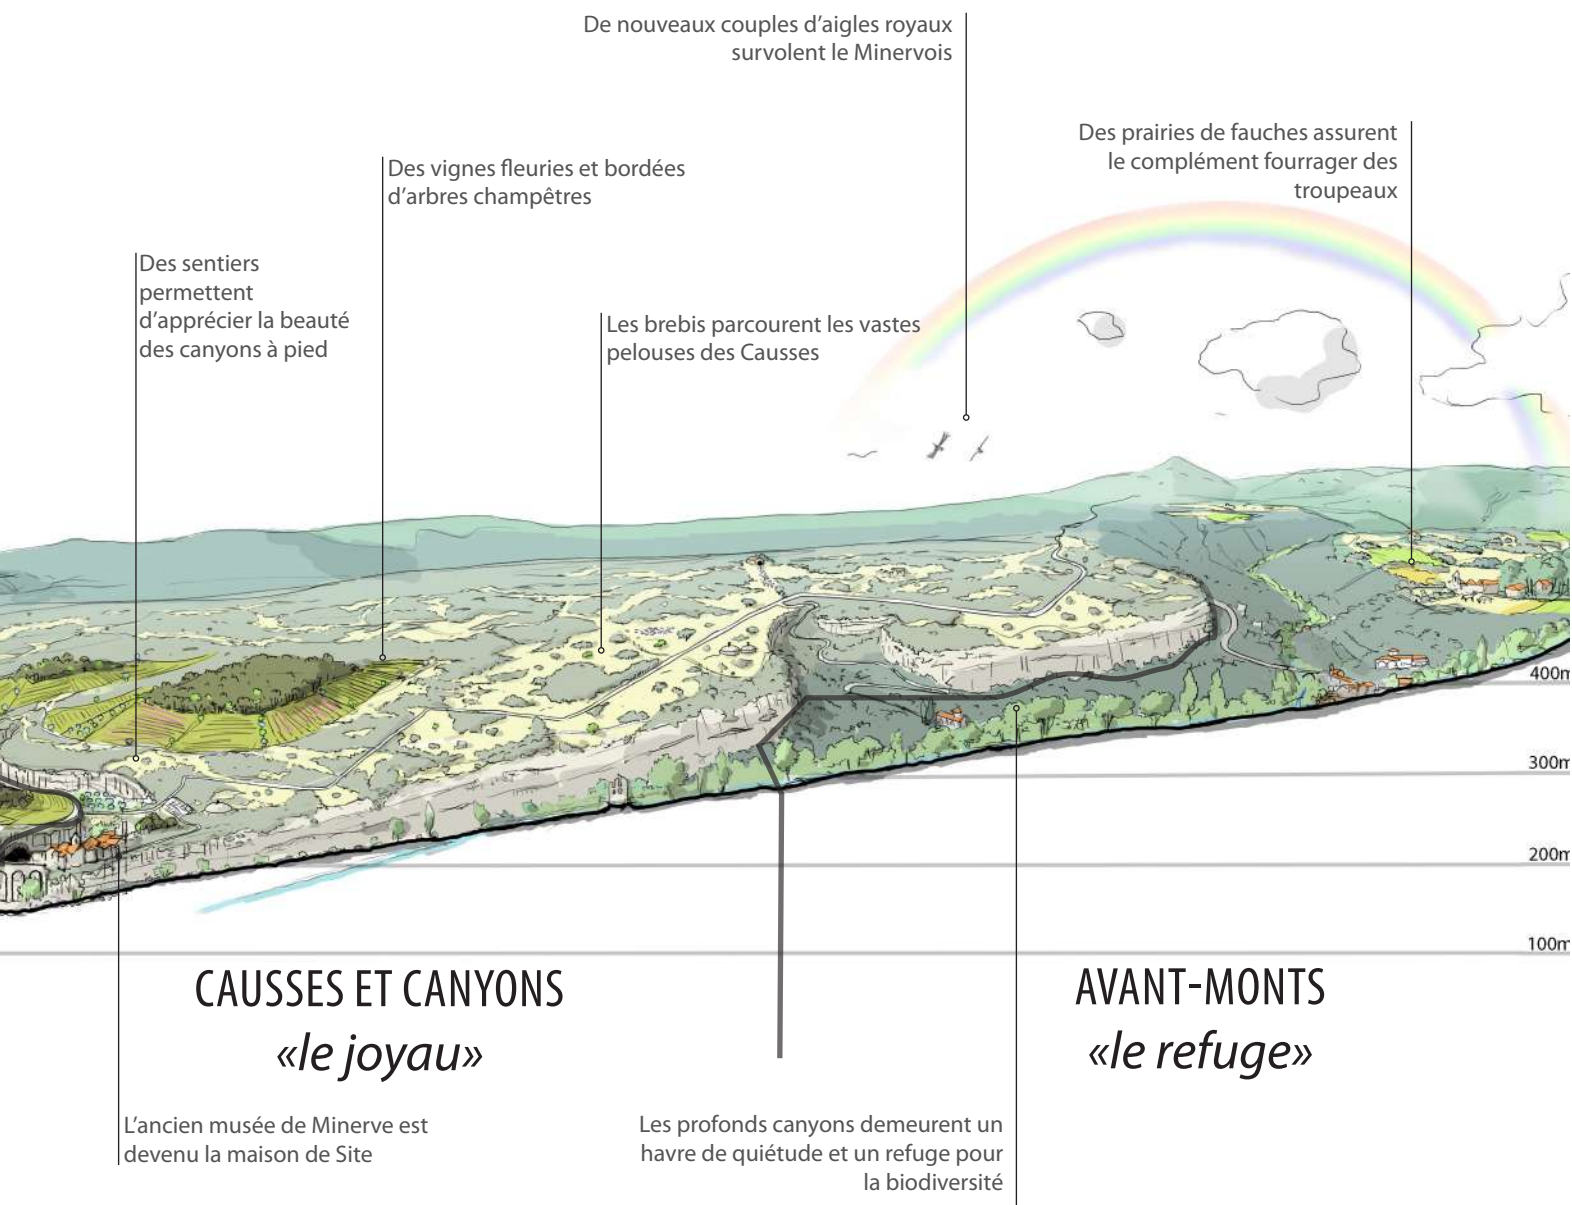 De nouveaux couples d’aigles royaux
survolent le Minervois
Des prairies de fauches assurent
le complément fourrager des
troupeaux
Des vignes fleuries et bordées
d’arbres champêtres
Des sentiers
permettent
d’apprécier la beauté
des canyons à pied
Les brebis parcourent les vastes
pelouses des Causses
400m
300m
200m
100m
CAUSSES ET CANYONS
«le joyau»
AVANT-MONTS
«le refuge»
L’ancien musée de Minerve est
devenu la maison de Site
Les profonds canyons demeurent un
havre de quiétude et un refuge pour
la biodiversité